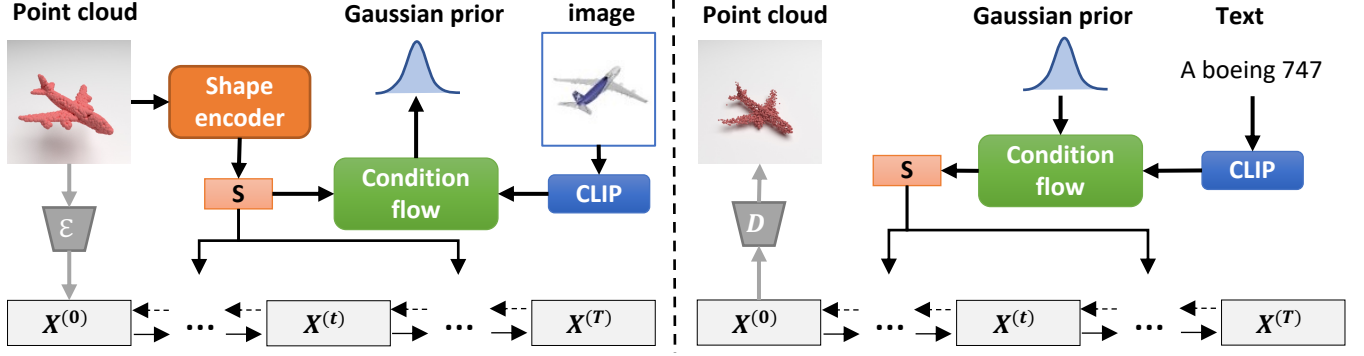 Point cloud
Gaussian prior
image
Shape
encoder
S
Condition
flow
CLIP
ℰ
X^(0)
...
X^(t)
...
X^(T)
Point cloud
Gaussian prior
Text
A boeing 747
S
Condition
flow
CLIP
D
X^(0)
...
X^(t)
...
X^(T)